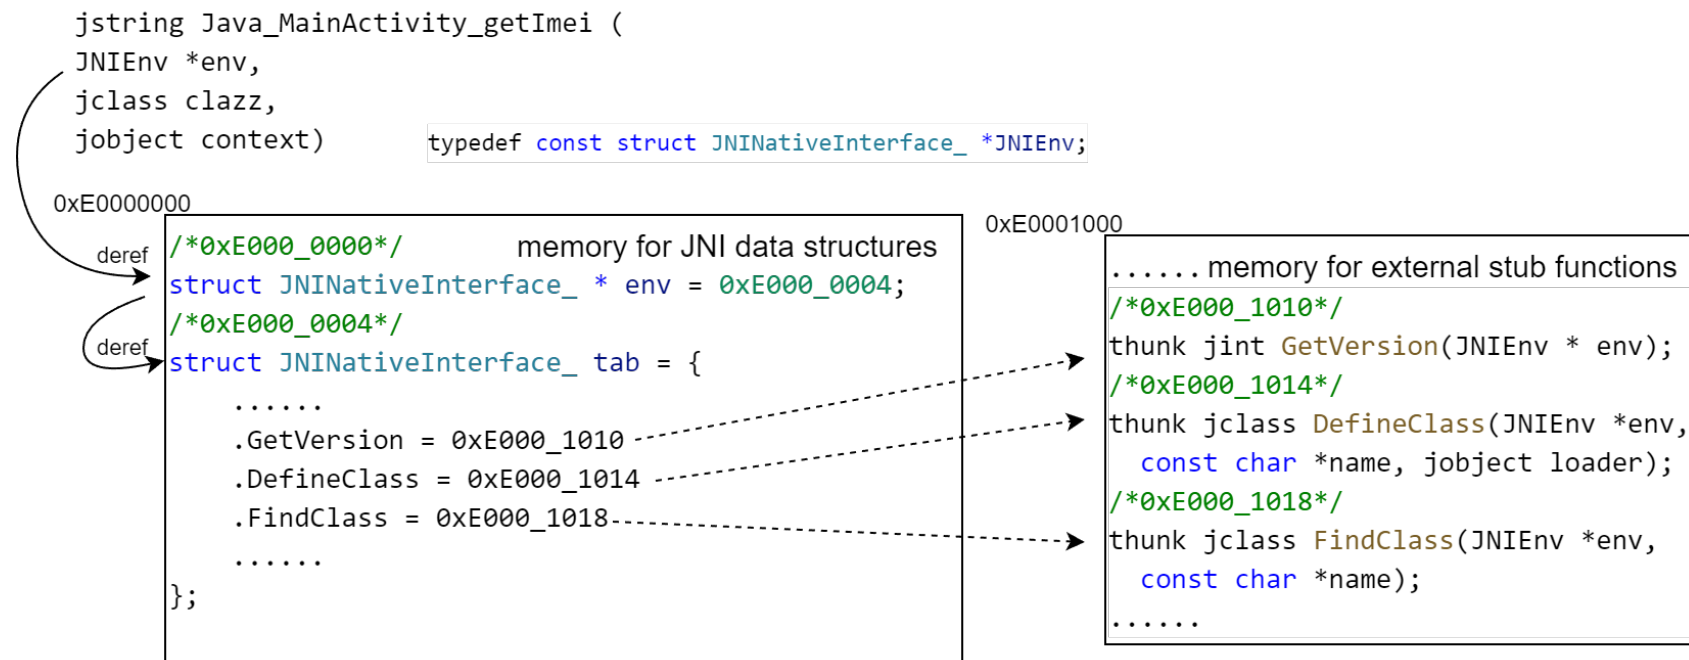 jstring Java_MainActivity_getImei (
JNIEnv *env,
jclass clazz,
jobject context)
typedef const struct JNINativeInterface_ *JNIEnv;
0xE0000000
deref
deref
/*0xE000_0000*/
memory for JNI data structures
struct JNINativeInterface_ * env = 0xE000_0004;
/*0xE000_0004*/
struct JNINativeInterface_ tab = {
......
.GetVersion = 0xE000_1010
.DefineClass = 0xE000_1014
.FindClass = 0xE000_1018
......
};
0xE0001000
...... memory for external stub functions
/*0xE000_1010*/
thunk jint GetVersion(JNIEnv * env);
/*0xE000_1014*/
thunk jclass DefineClass(JNIEnv *env,
const char *name, jobject loader);
/*0xE000_1018*/
thunk jclass FindClass(JNIEnv *env,
const char *name);
......